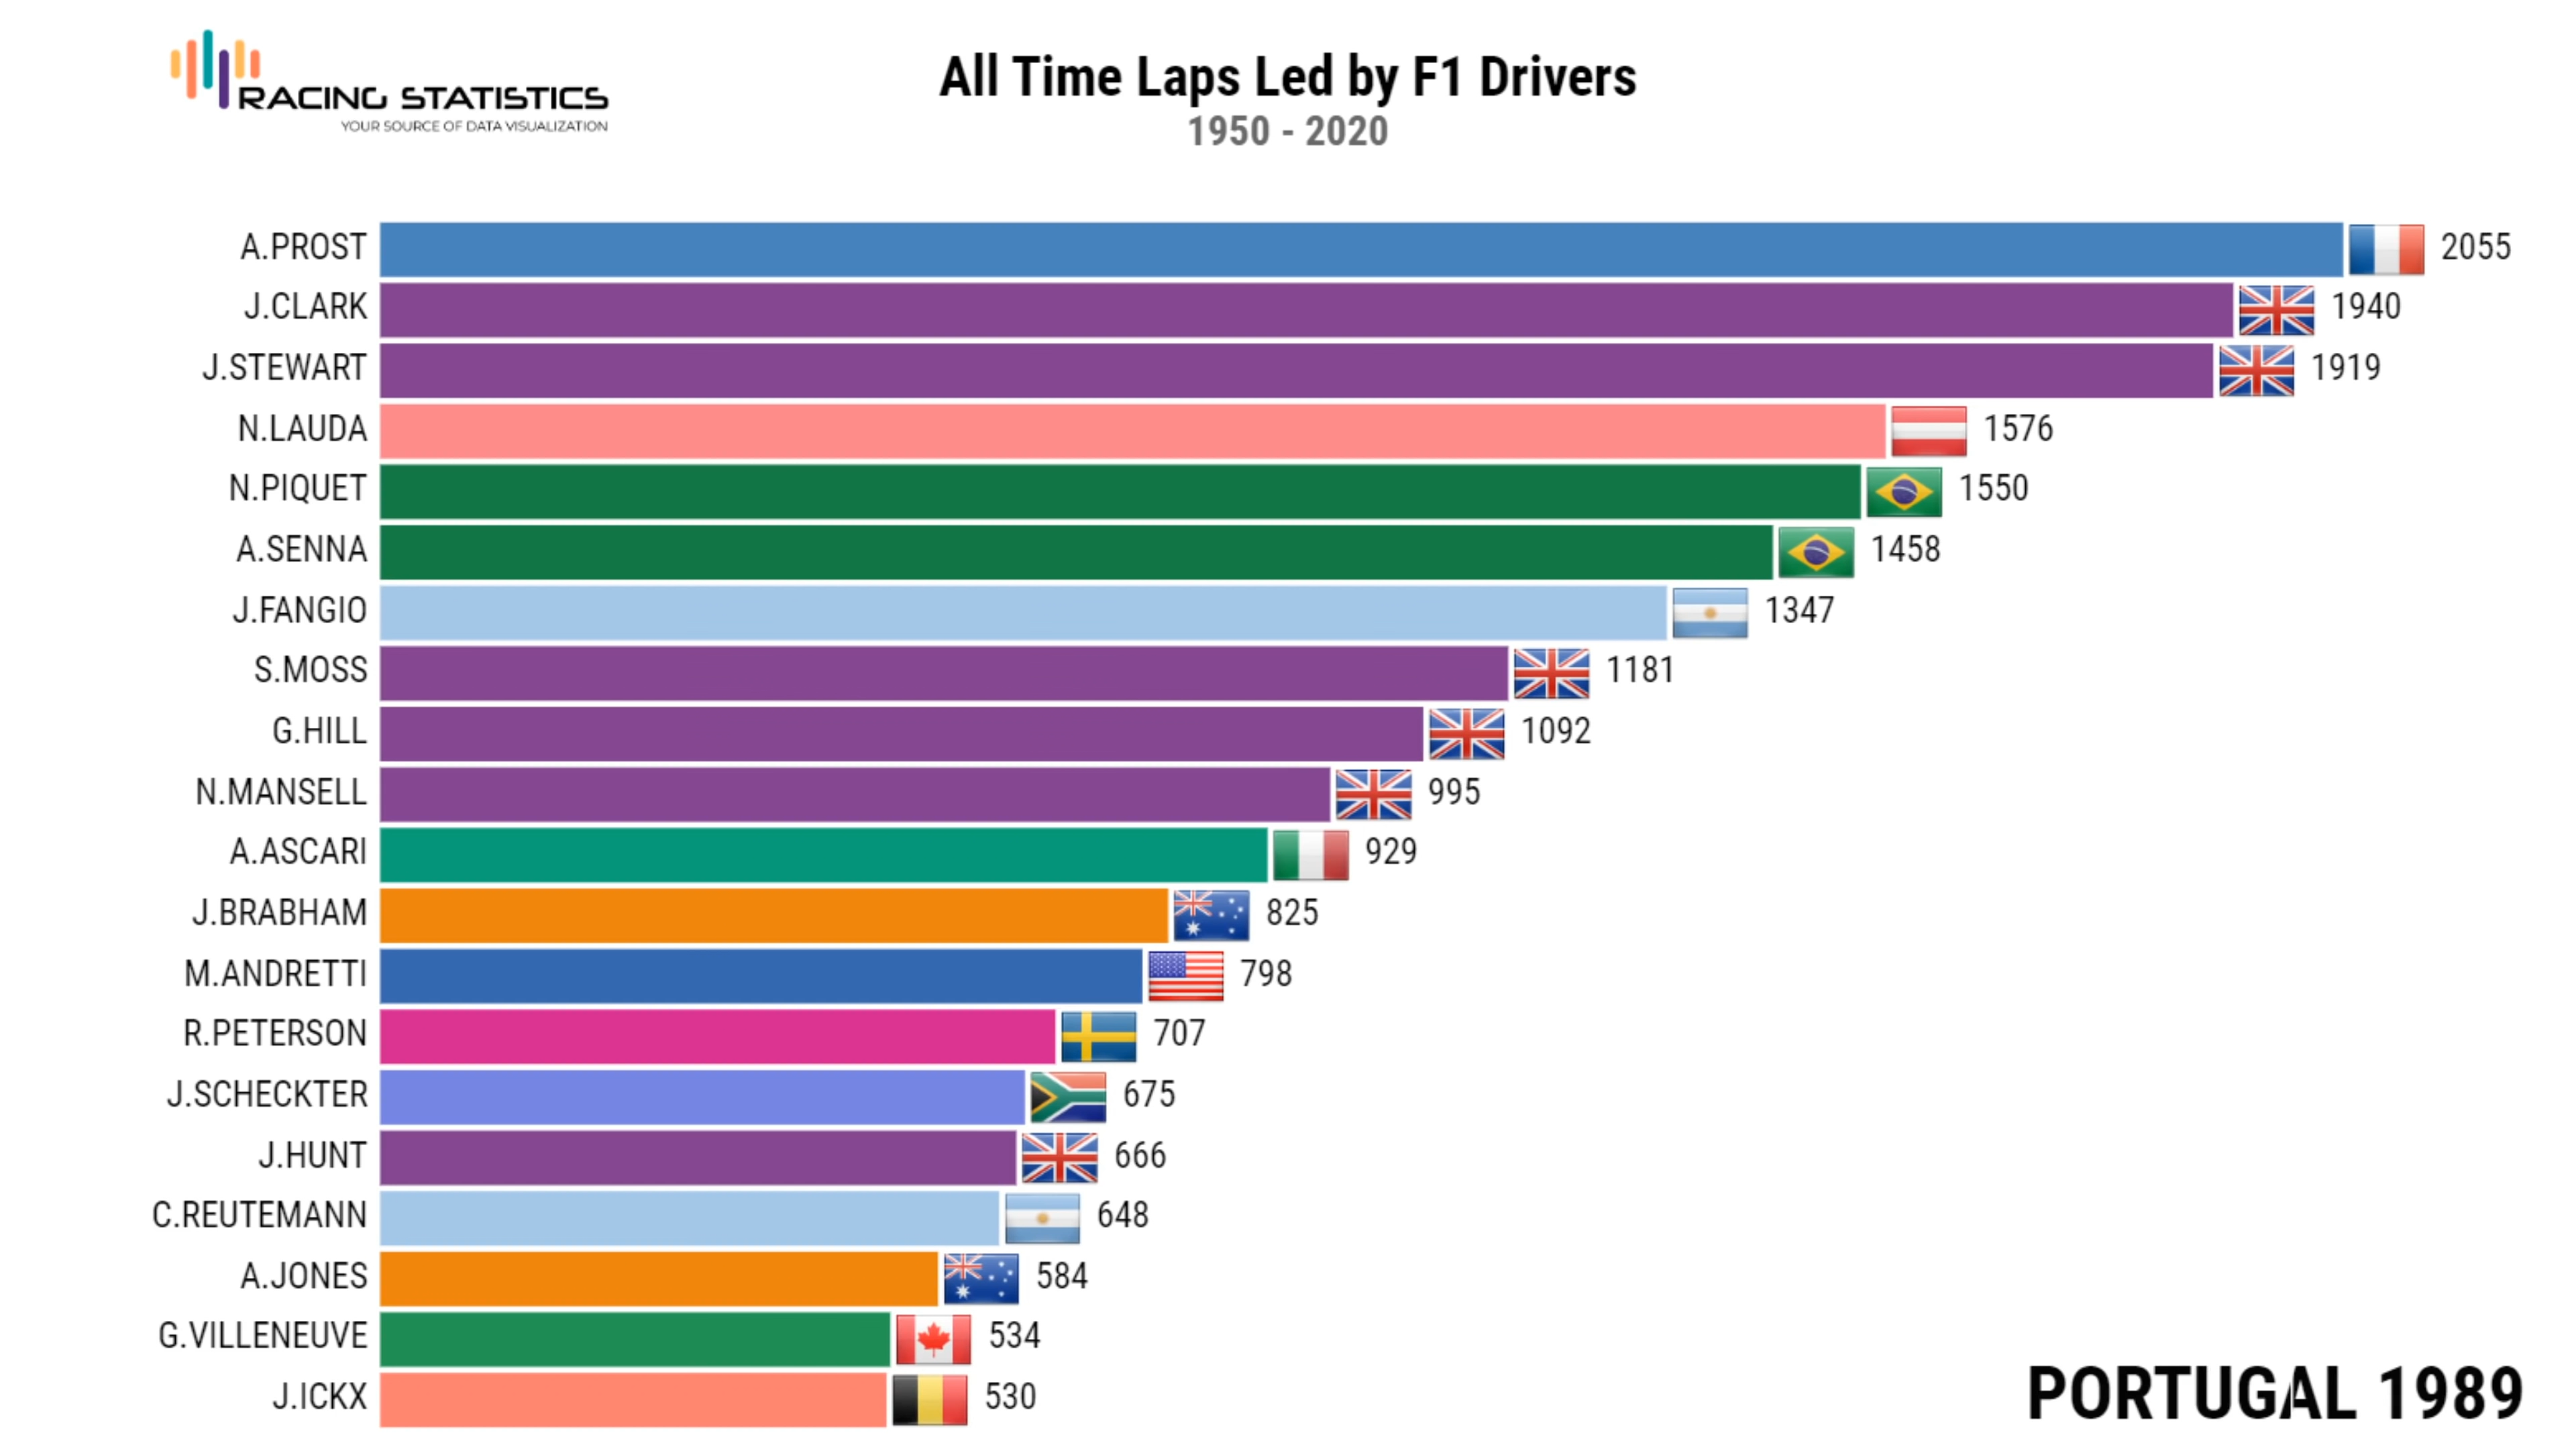 RACING STATISTICS
YOUR SOURCE OF DATA VISUALIZATION
All Time Laps Led by F1 Drivers
1950 - 2020
A.PROST 2055
J.CLARK 1940
J.STEWART 1919
N.LAUDA 1576
N.PIQUET 1550
A.SENNA 1458
J.FANGIO 1347
S.MOSS 1181
G.HILL 1092
N.MANSELL 995
A.ASCARI 929
J.BRABHAM 825
M.ANDRETTI 798
R.PETERSON 707
J.SCHECKTER 675
J.HUNT 666
C.REUTEMANN 648
A.JONES 584
G.VILLENEUVE 534
J.ICKX 530
PORTUGAL 1989